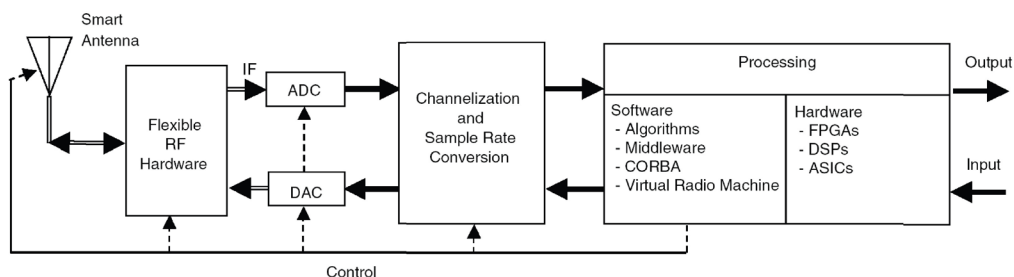 Smart
Antenna
Flexible
RF
Hardware
IF
ADC
DAC
Channelization
and
Sample Rate
Conversion
Processing
Software
- Algorithms
- Middleware
- CORBA
- Virtual Radio Machine
Hardware
- FPGAs
- DSPs
- ASICs
Output
Input
Control